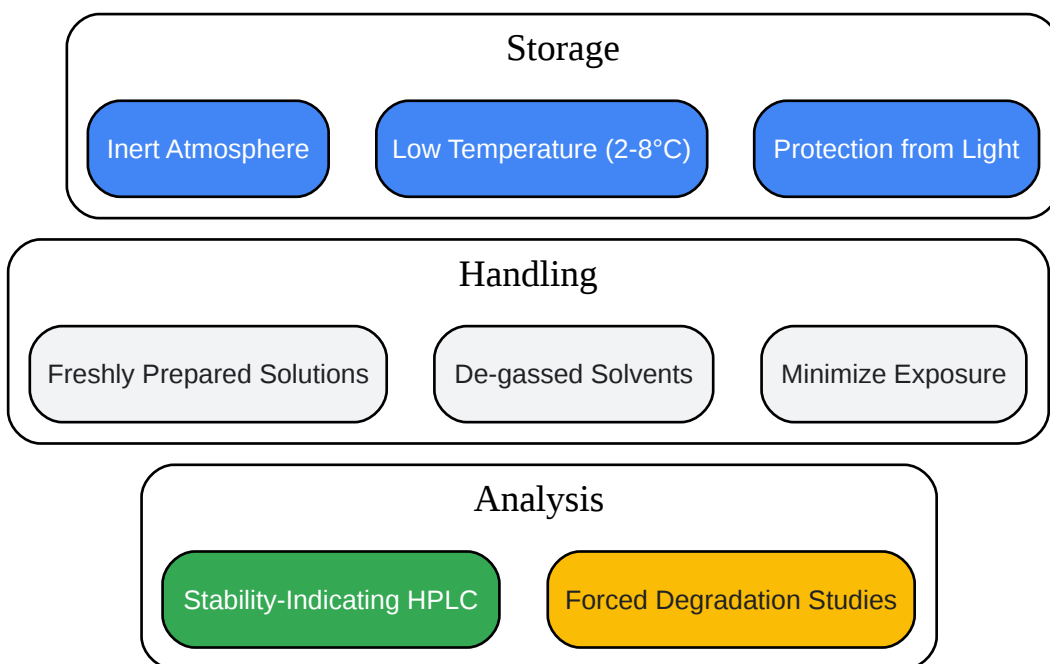 Storage
Inert Atmosphere
Low Temperature (2-8°C)
Protection from Light
Handling
Freshly Prepared Solutions
De-gassed Solvents
Minimize Exposure
Analysis
Stability-Indicating HPLC
Forced Degradation Studies